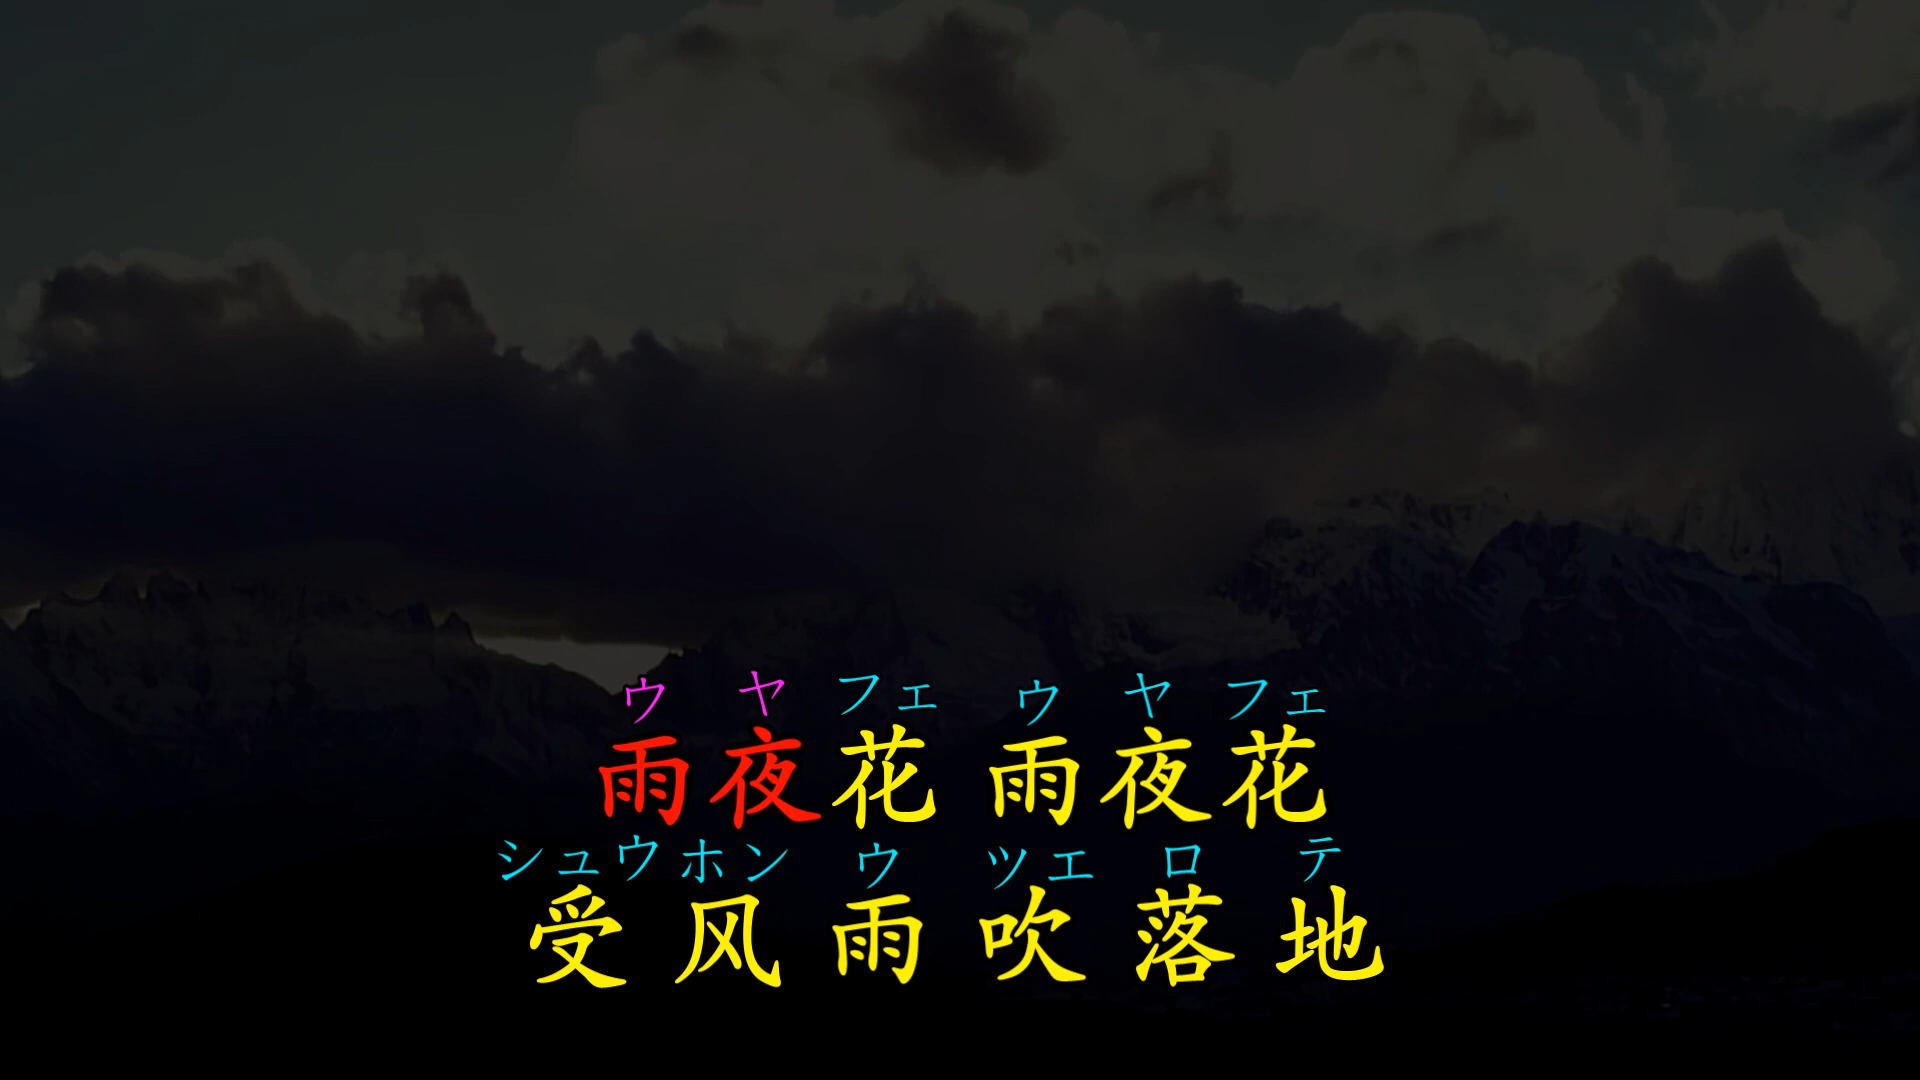 ウ ヤ フェ ウ ヤ フェ
雨夜花 雨夜花
シュウ ホン ウ ツエ ロ テ
受 风 雨 吹 落 地